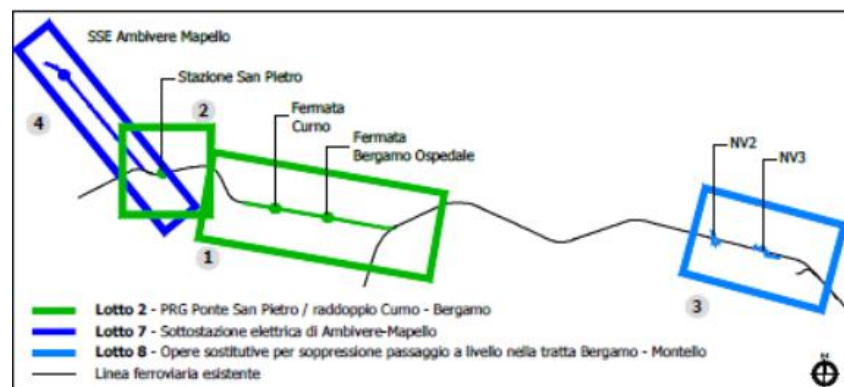 SSE Ambivere Mapello
Stazione San Pietro
2
Fermata
Curno
4
Fermata
Bergamo Ospedale
NV2
NV3
1
3
Lotto 2 - PRG Ponte San Pietro / raddoppio Curno - Bergamo
Lotto 7 - Sottostazione elettrica di Ambivere-Mapello
Lotto 8 - Opere sostitutive per soppressione passaggio a livello nella tratta Bergamo - Montello
Linea ferroviaria esistente
N